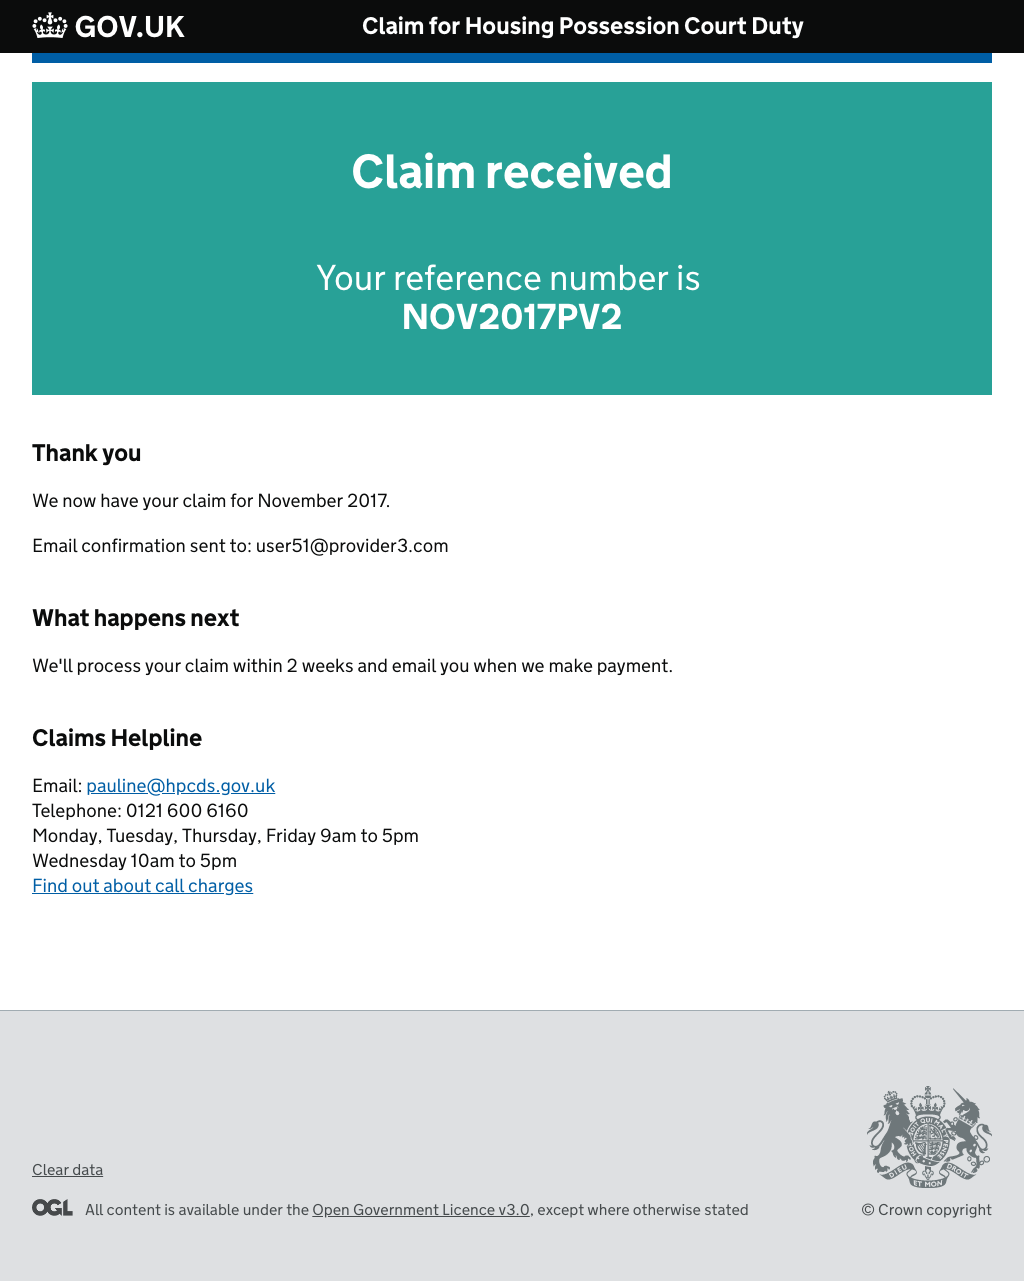 GOV.UK
Claim for Housing Possession Court Duty
Claim received
Your reference number is
NOV2017PV2
Thank you
We now have your claim for November 2017.
Email confirmation sent to: user51@provider3.com
What happens next
We'll process your claim within 2 weeks and email you when we make payment.
Claims Helpline
Email: pauline@hpcds.gov.uk
Telephone: 0121 600 6160
Monday, Tuesday, Thursday, Friday 9am to 5pm
Wednesday 10am to 5pm
Find out about call charges
Clear data
DIEU ET MON DROIT
OGL All content is available under the Open Government Licence v3.0, except where otherwise stated
© Crown copyright